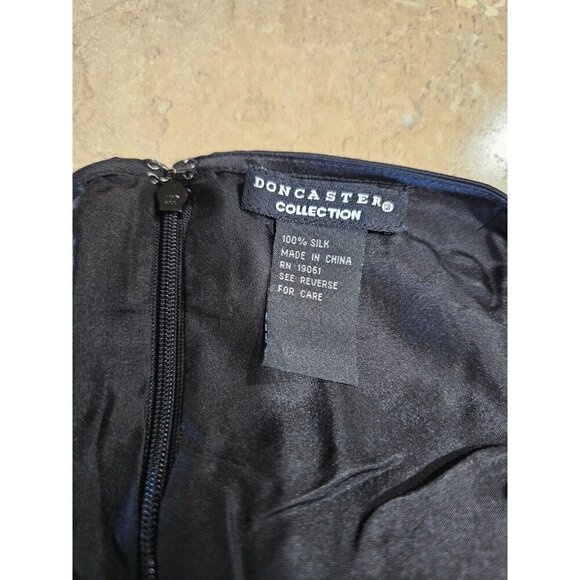 DONCASTER®
COLLECTION
100% SILK
MADE IN CHINA
RN 19061
SEE REVERSE
FOR CARE